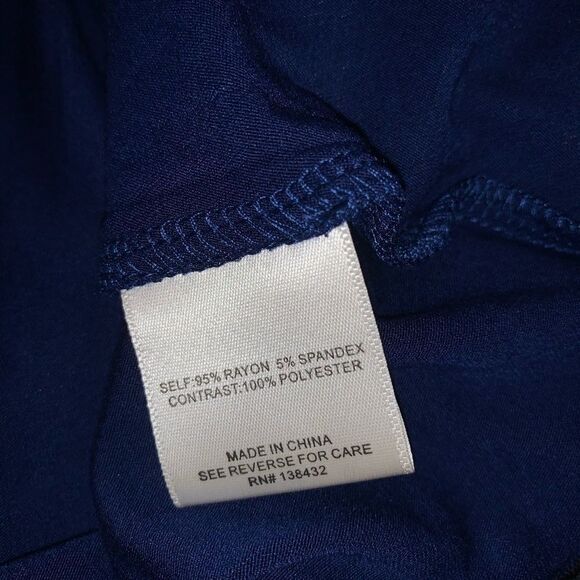 SELF:95% RAYON 5% SPANDEX
CONTRAST:100% POLYESTER
MADE IN CHINA
SEE REVERSE FOR CARE
RN# 138432